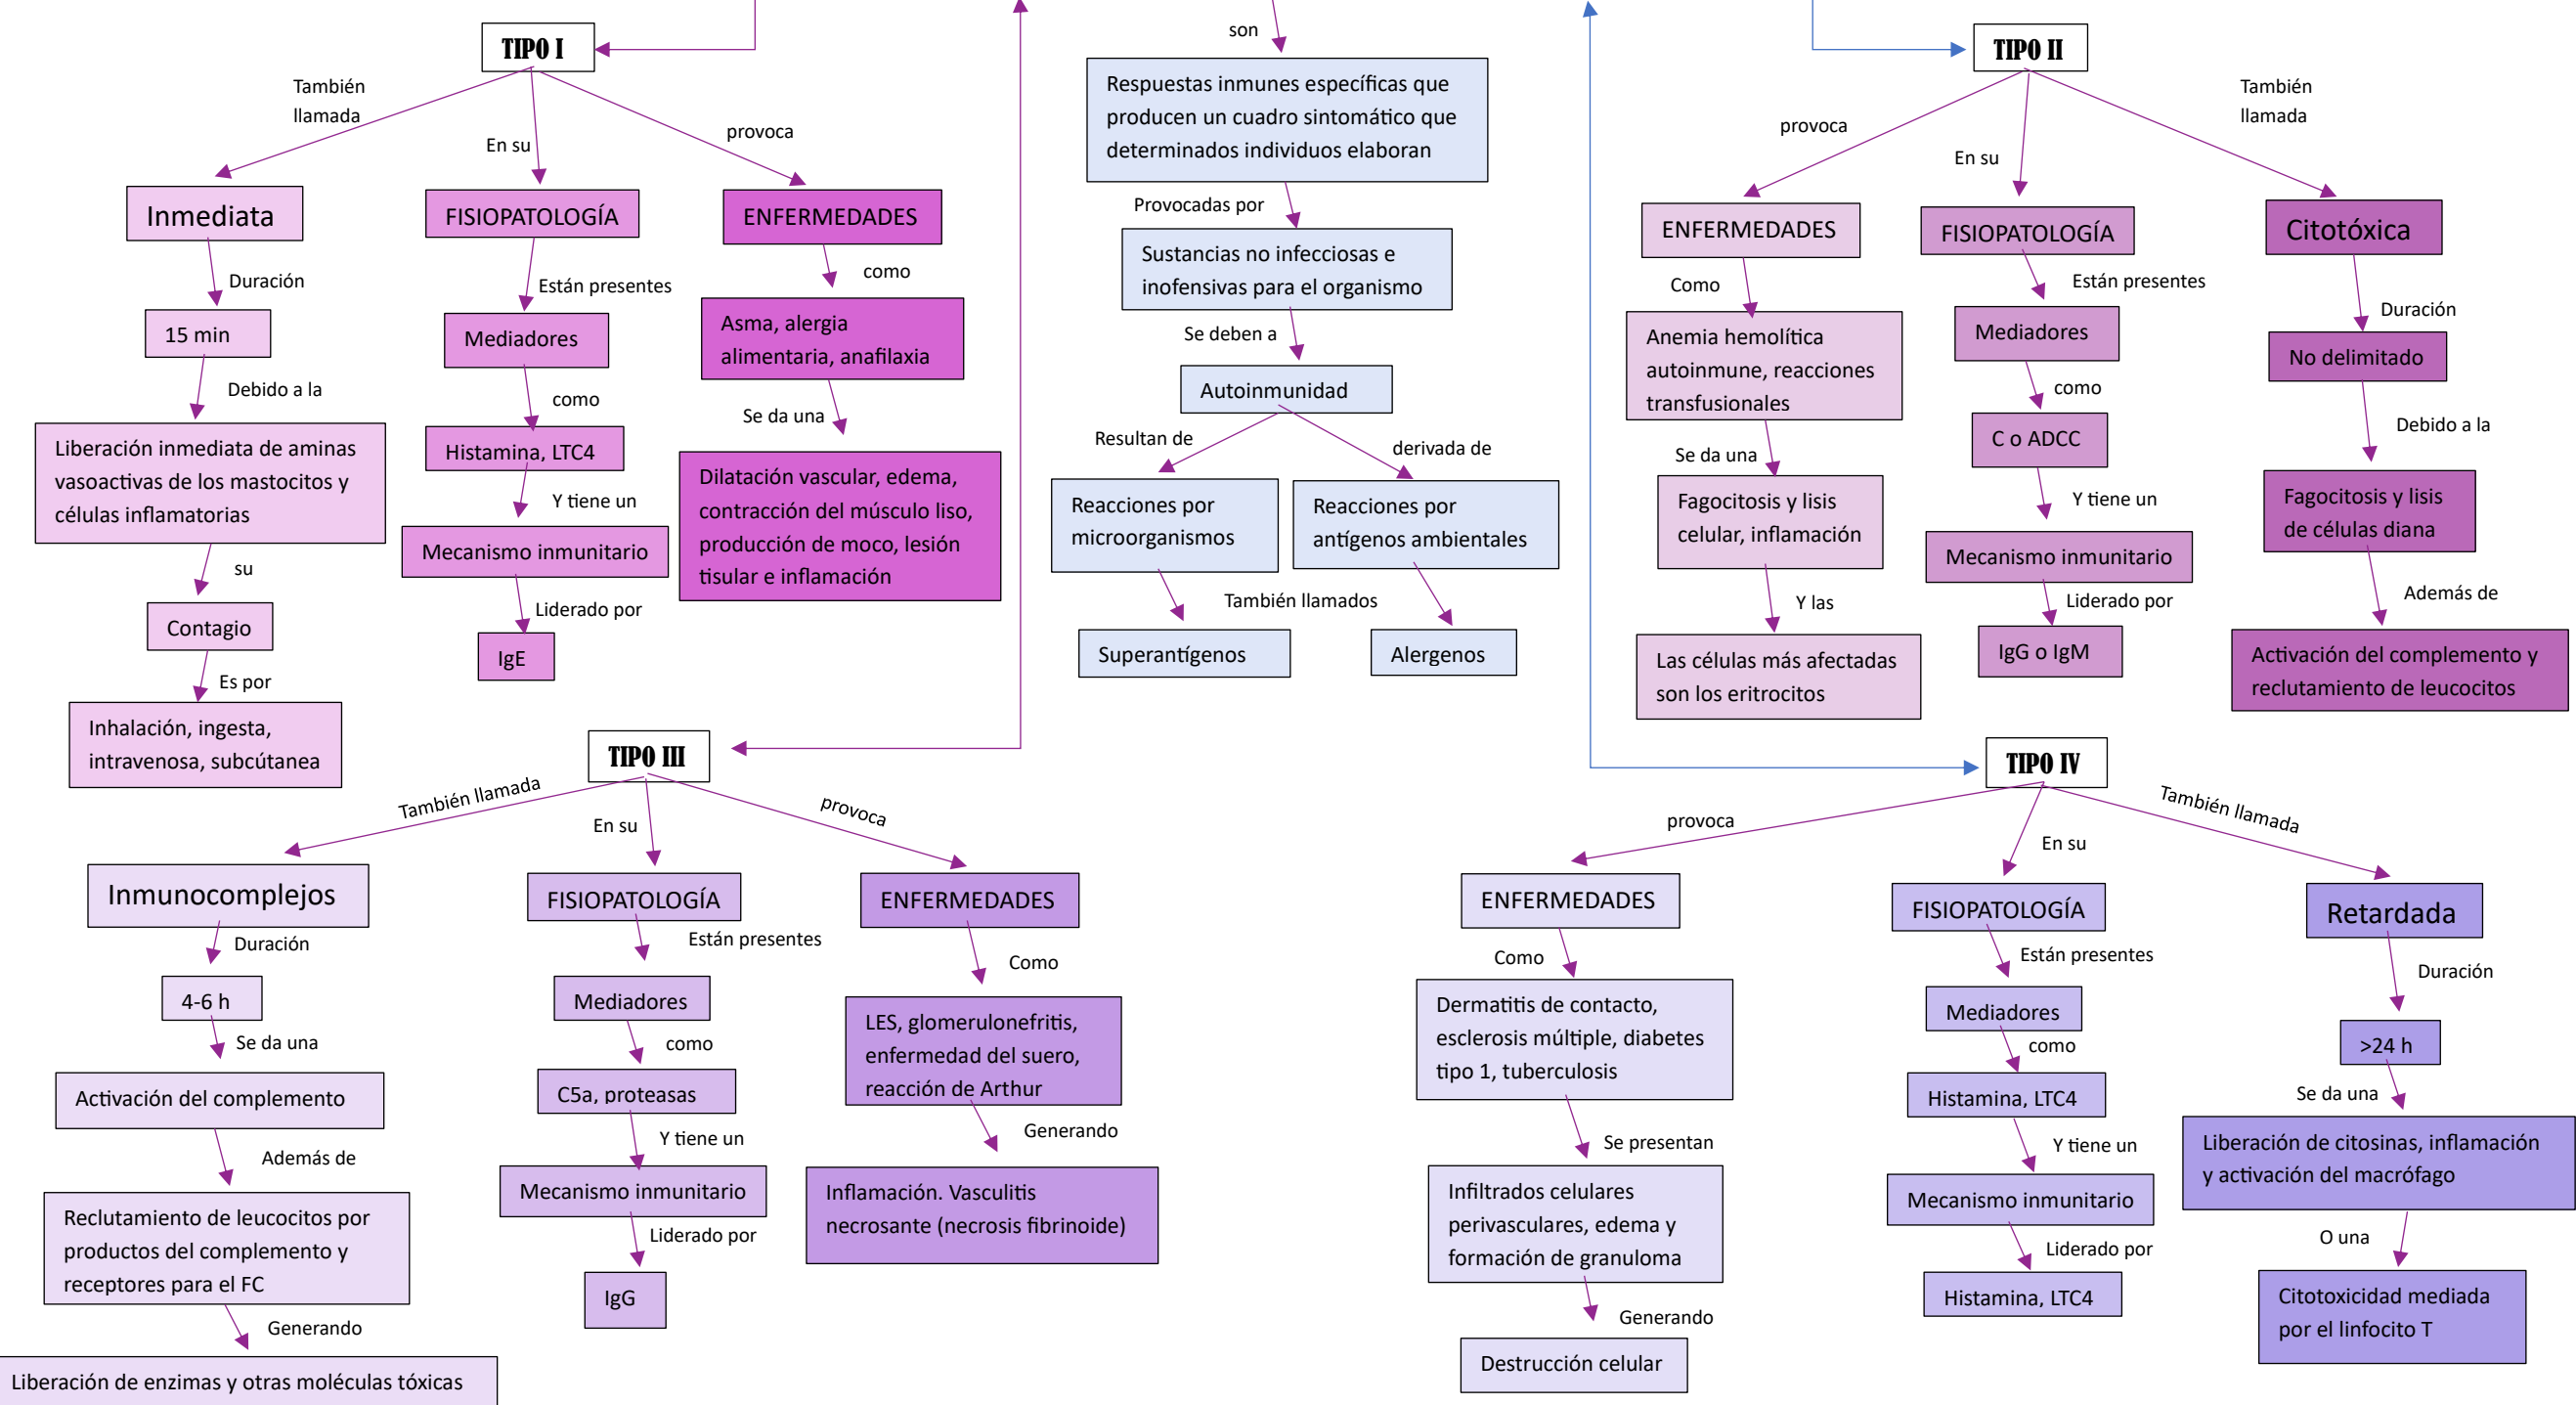 son
Respuestas inmunes específicas que
producen un cuadro sintomático que
determinados individuos elaboran
Provocadas por
Sustancias no infecciosas e
inofensivas para el organismo
Se deben a
Autoinmunidad
Resultan de
derivada de
Reacciones por
microorganismos
Reacciones por
antígenos ambientales
También llamados
Superantígenos
Alergenos
TIPO I
También
llamada
En su
provoca
Inmediata
Duración
15 min
Debido a la
Liberación inmediata de aminas
vasoactivas de los mastocitos y
células inflamatorias
su
Contagio
Es por
Inhalación, ingesta,
intravenosa, subcútanea
FISIOPATOLOGÍA
Están presentes
Mediadores
como
Histamina, LTC4
Y tiene un
Mecanismo inmunitario
Liderado por
IgE
ENFERMEDADES
como
Asma, alergia
alimentaria, anafilaxia
Se da una
Dilatación vascular, edema,
contracción del músculo liso,
producción de moco, lesión
tisular e inflamación
TIPO II
provoca
En su
También
llamada
ENFERMEDADES
Como
Anemia hemolítica
autoinmune, reacciones
transfusionales
Se da una
Fagocitosis y lisis
celular, inflamación
Y las
Las células más afectadas
son los eritrocitos
FISIOPATOLOGÍA
Están presentes
Mediadores
como
C o ADCC
Y tiene un
Mecanismo inmunitario
Liderado por
IgG o IgM
Citotóxica
Duración
No delimitado
Debido a la
Fagocitosis y lisis
de células diana
Además de
Activación del complemento y
reclutamiento de leucocitos
TIPO III
También llamada
En su
provoca
Inmunocomplejos
Duración
4-6 h
Se da una
Activación del complemento
Además de
Reclutamiento de leucocitos por
productos del complemento y
receptores para el FC
Generando
Liberación de enzimas y otras moléculas tóxicas
FISIOPATOLOGÍA
Están presentes
Mediadores
como
C5a, proteasas
Y tiene un
Mecanismo inmunitario
Liderado por
IgG
ENFERMEDADES
Como
LES, glomerulonefritis,
enfermedad del suero,
reacción de Arthur
Generando
Inflamación. Vasculitis
necrosante (necrosis fibrinoide)
TIPO IV
provoca
En su
También llamada
ENFERMEDADES
Como
Dermatitis de contacto,
esclerosis múltiple, diabetes
tipo 1, tuberculosis
Se presentan
Infiltrados celulares
perivasculares, edema y
formación de granuloma
Generando
Destrucción celular
FISIOPATOLOGÍA
Están presentes
Mediadores
como
Histamina, LTC4
Y tiene un
Mecanismo inmunitario
Liderado por
Histamina, LTC4
Retardada
Duración
>24 h
Se da una
Liberación de citosinas, inflamación
y activación del macrófago
O una
Citotoxicidad mediada
por el linfocito T